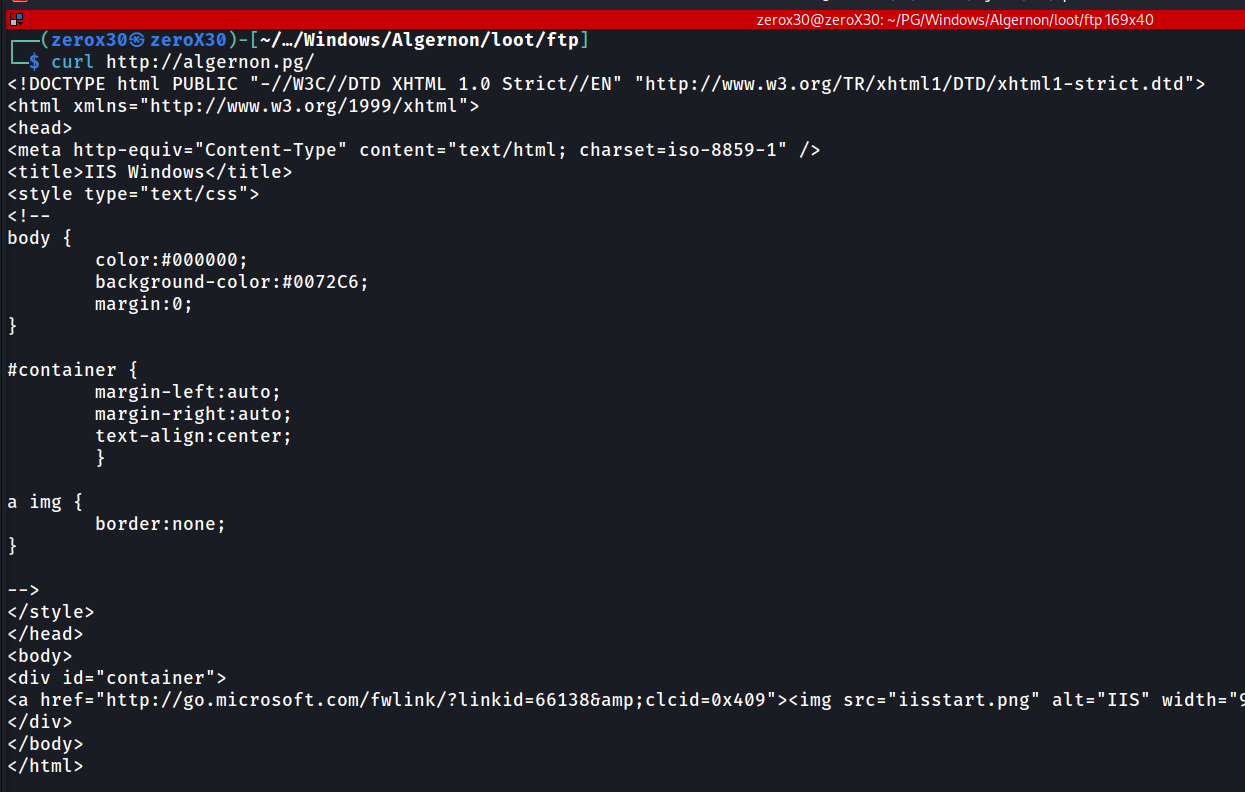 zerox30@zeroX30: ~/PG/Windows/Algernon/loot/ftp 169x40
┌──(zerox30㉿zeroX30)-[~/…/Windows/Algernon/loot/ftp]
└─$ curl http://algernon.pg/
<!DOCTYPE html PUBLIC "-//W3C//DTD XHTML 1.0 Strict//EN" "http://www.w3.org/TR/xhtml1/DTD/xhtml1-strict.dtd">
<html xmlns="http://www.w3.org/1999/xhtml">
<head>
<meta http-equiv="Content-Type" content="text/html; charset=iso-8859-1" />
<title>IIS Windows</title>
<style type="text/css">
<!--
body {
        color:#000000;
        background-color:#0072C6;
        margin:0;
}

#container {
        margin-left:auto;
        margin-right:auto;
        text-align:center;
        }

a img {
        border:none;
}

-->
</style>
</head>
<body>
<div id="container">
<a href="http://go.microsoft.com/fwlink/?linkid=66138&amp;clcid=0x409"><img src="iisstart.png" alt="IIS" width="9
</div>
</body>
</html>